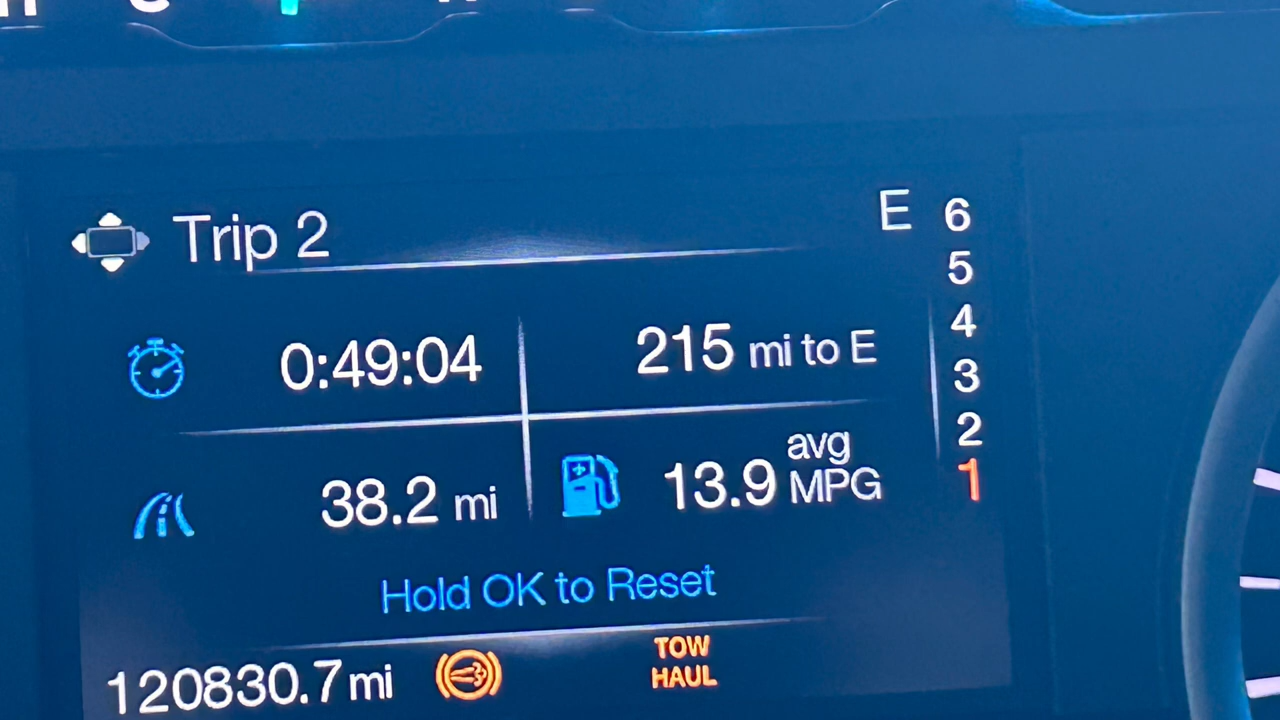 Trip 2
E 6
5
4
3
2
1
0:49:04
215 mi to E
38.2 mi
13.9 avg MPG
Hold OK to Reset
120830.7 mi
TOW
HAUL